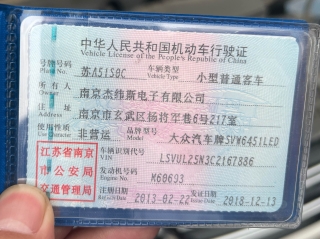 中华人民共和国机动车行驶证
Vehicle License of the People's Republic of China
号牌号码 苏A515BC 车辆类型 小型普通客车
Plate No. Vehicle Type
所有人 南京杰纬斯电子有限公司
Owner
住址 南京市玄武区扬将军巷6号217室
Address
使用性质 非营运 品牌型号 大众汽车牌SVW6451LED
Use Character Model
江苏省南京市公安局交通管理局
车辆识别代号 LSVUL25N3C2167886
VIN
发动机号码 K60693
Engine No.
注册日期 2013-02-22 发证日期 2018-12-13
Register Date Issue Date